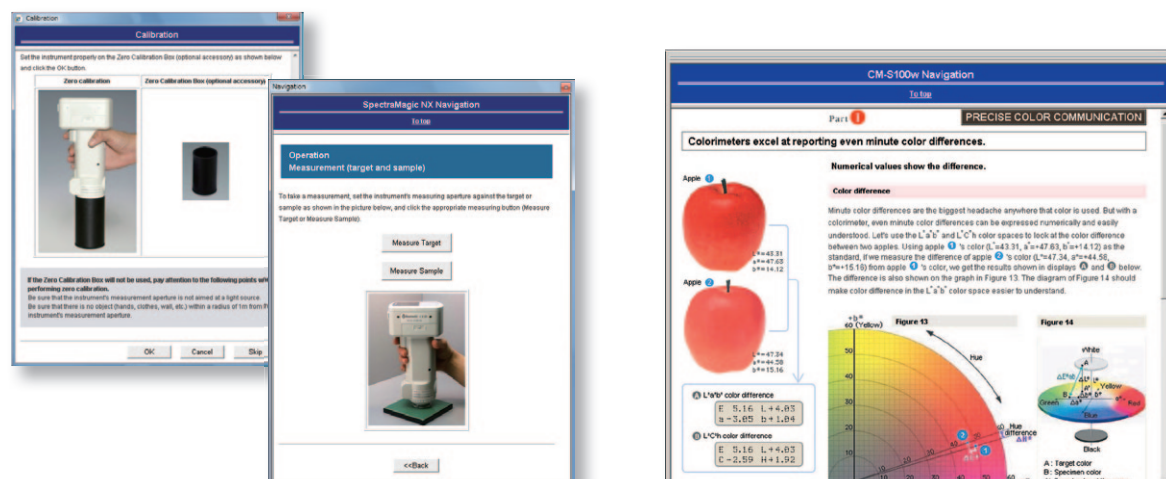 Calibration
Calibration
Set the instrument properly on the Zero Calibration Box (optional accessory) as shown below
and click the OK button.
Zero calibration
Zero Calibration Box (optional accessory)
If the Zero Calibration Box will not be used, pay attention to the following points
performing zero calibration.
Be sure that the instrument's measurement aperture is not aimed at a light source.
Be sure that there is no object (hands, clothes, wall, etc.) within a radius of 1m from
instrument's measurement aperture.
OK
Cancel
Skip
Navigation
SpectraMagic NX Navigation
To top
Operation
Measurement (target and sample)
To take a measurement, set the instrument's measuring aperture against the target or
sample as shown in the picture below, and click the appropriate measuring button (Measure
Target or Measure Sample).
Measure Target
Measure Sample
<<Back
CM-S100w Navigation
To top
Part I
PRECISE COLOR COMMUNICATION
Colorimeters excel at reporting even minute color differences.
Numerical values show the difference.
Color difference
Minute color differences are the biggest headache anywhere that color is used. But with a
colorimeter, even minute color differences can be expressed numerically and easily
understood. Let's use the L*a*b* and L*C*h color spaces to look at the color difference
between two apples. Using apple 1 's color (L*=43.31, a*=+47.63, b*=+14.12) as the
standard, if we measure the difference of apple 2 's color (L*=47.34, a*=+44.58,
b*=+15.16) from apple 1 's color, we get the results shown in displays A and B below.
The difference is also shown on the graph in Figure 13. The diagram of Figure 14 should
make color difference in the L*a*b* color space easier to understand.
Apple 1
L*=43.31
a*=47.63
b*=14.12
Apple 2
L*=47.34
a*=44.58
b*=15.16
A L*a*b* color difference
E 5.16 L+4.03
a-3.05 b+1.04
B L*C*h color difference
E 5.16 L+4.03
C-2.59 H+1.92
+b*
60 (Yellow)
Figure 13
50
40
30
20
10
Hue
2
1
Hue
difference
10 20 30 40 50 60
Figure 14
White
A
Yellow
B
Green
Red
Blue
Black
A : Target color
B : Specimen color